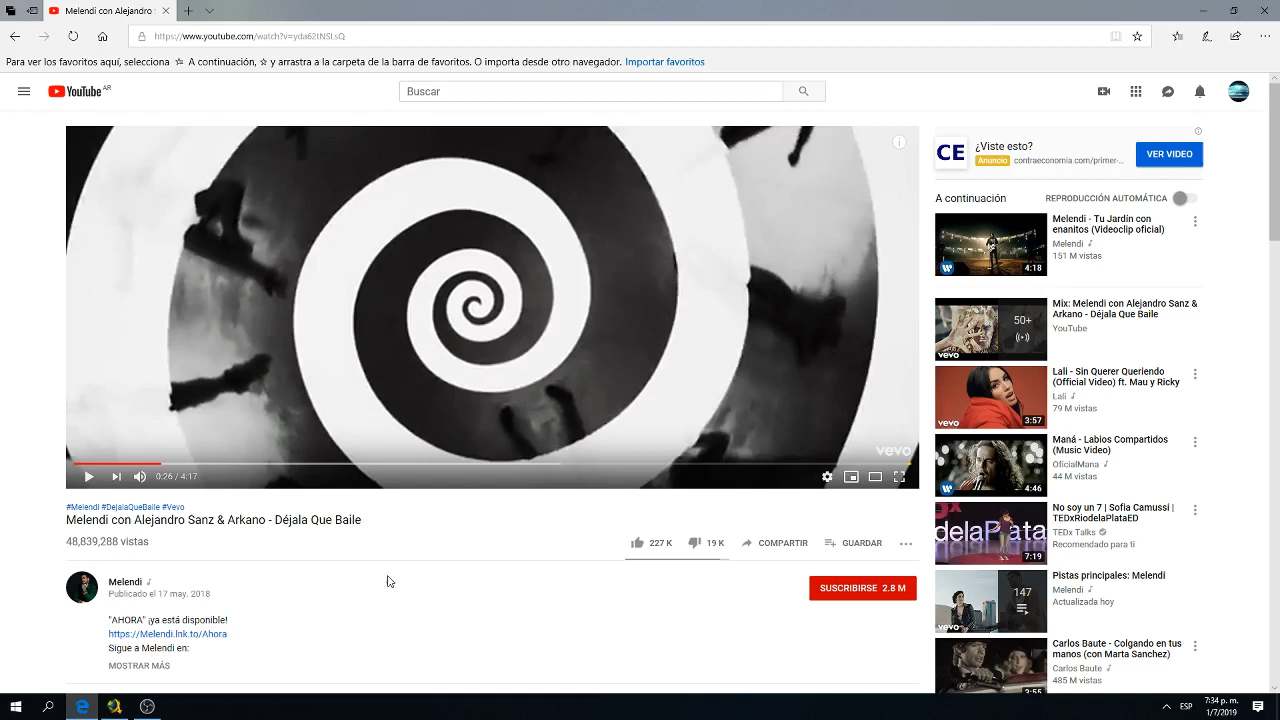 Melendi con Alejandro
https://www.youtube.com/watch?v=yda62tNSLsQ
Para ver los favoritos aquí, selecciona A continuación, y arrastra a la carpeta de la barra de favoritos. O importa desde otro navegador. Importar favoritos
YouTube AR
Buscar
¿Viste esto?
CE
Anuncio contraeconomia.com/primer-...
VER VIDEO
A continuación
REPRODUCCIÓN AUTOMÁTICA
Melendi - Tu Jardín con
enanitos (Videoclip oficial)
Melendi
151 M vistas
4:18
Mix: Melendi con Alejandro Sanz &
Arkano - Déjala Que Baile
YouTube
50+
vevo
Lali - Sin Querer Queriendo
(Official Video) ft. Mau y Ricky
Lali
79 M vistas
vevo
3:57
Maná - Labios Compartidos
(Music Video)
OficialMana
44 M vistas
4:46
No soy un 7 | Sofia Camussi |
TEDxRiodelaPlataED
TEDx Talks
Recomendado para ti
delaPlata
7:19
Pistas principales: Melendi
Melendi
Actualizada hoy
147
vevo
Carlos Baute - Colgando en tus
manos (con Marta Sanchez)
Carlos Baute
485 M vistas
3:55
vevo
0:26 / 4:17
#Melendi #DejalaQueBaile #Vevo
Melendi con Alejandro Sanz & Arkano - Déjala Que Baile
48,839,288 vistas
227 K
19 K
COMPARTIR
GUARDAR
Melendi
Publicado el 17 may. 2018
SUSCRIBIRSE 2.8 M
"AHORA" ¡ya está disponible!
https://Melendi.lnk.to/Ahora
Sigue a Melendi en:
MOSTRAR MÁS
ESP
7:34 p. m.
1/7/2019